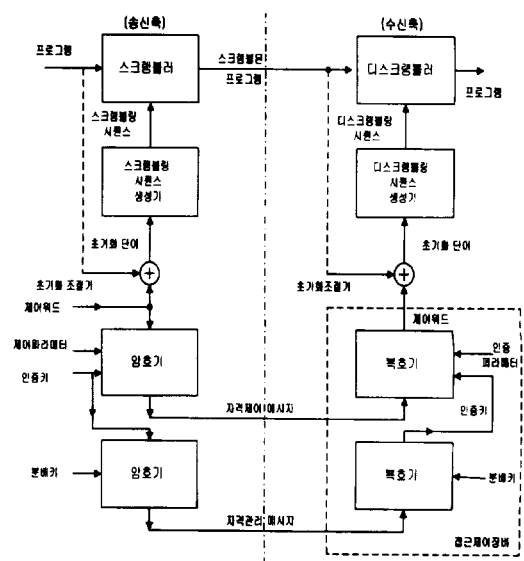 (송신측)
(수신측)
프로그램
스크램블러
스크램블된
프로그램
디스크램블러
프로그램
스크램블링
시퀀스
디스크램블링
시퀀스
스크램블링
시퀀스
생성기
디스크램블링
시퀀스
생성기
초기화 단어
초기화 단어
초기화 조절기
초기화조절기
제어워드
제어워드
제어파라메터
인증키
암호기
복호기
인증
파라메터
자격제어 메시지
인증키
분배키
암호기
복호기
분배키
자격관리 메시지
접근제어장비